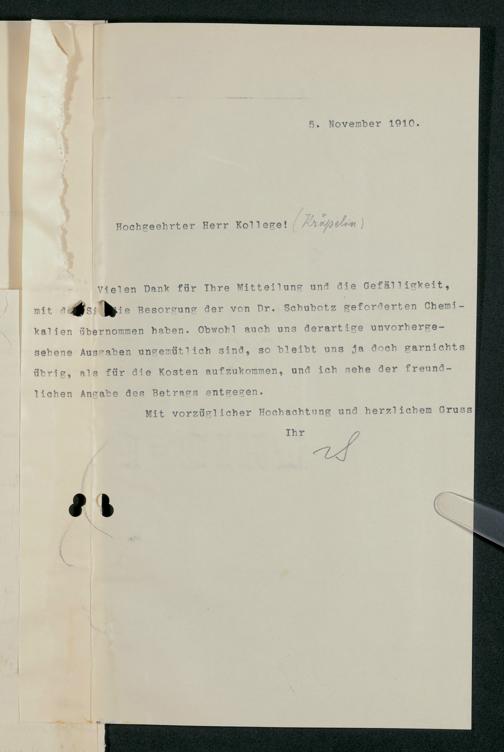 5. November 1910.
Hochgeehrter Herr Kollege! (Kräpelin)
Vielen Dank für Ihre Mitteilung und die Gefälligkeit,
mit der Sie die Besorgung der von Dr. Schubotz geforderten Chemi-
kalien übernommen haben. Obwohl auch uns derartige unvorherge-
sehene Ausgaben ungemütlich sind, so bleibt uns ja doch garnichts
übrig, als für die Kosten aufzukommen, und ich sehe der freund-
lichen Angabe des Betrags entgegen.
Mit vorzüglicher Hochachtung und herzlichem Gruss
Ihr